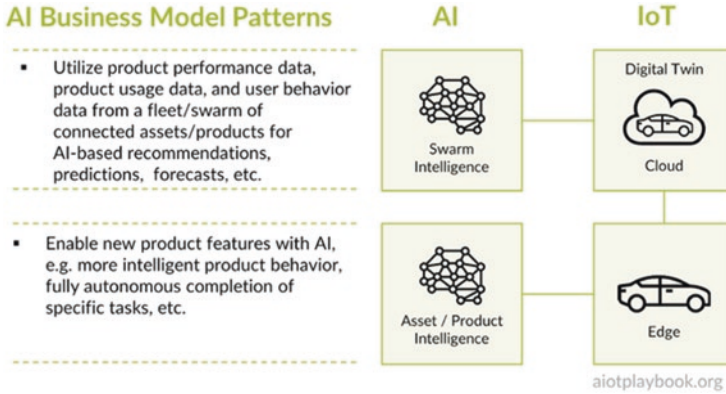 AI Business Model Patterns
AI
IoT
▪ Utilize product performance data,
product usage data, and user behavior
data from a fleet/swarm of
connected assets/products for
AI-based recommendations,
predictions, forecasts, etc.
Swarm
Intelligence
Digital Twin
Cloud
▪ Enable new product features with AI,
e.g. more intelligent product behavior,
fully autonomous completion of
specific tasks, etc.
Asset / Product
Intelligence
Edge
aiotplaybook.org